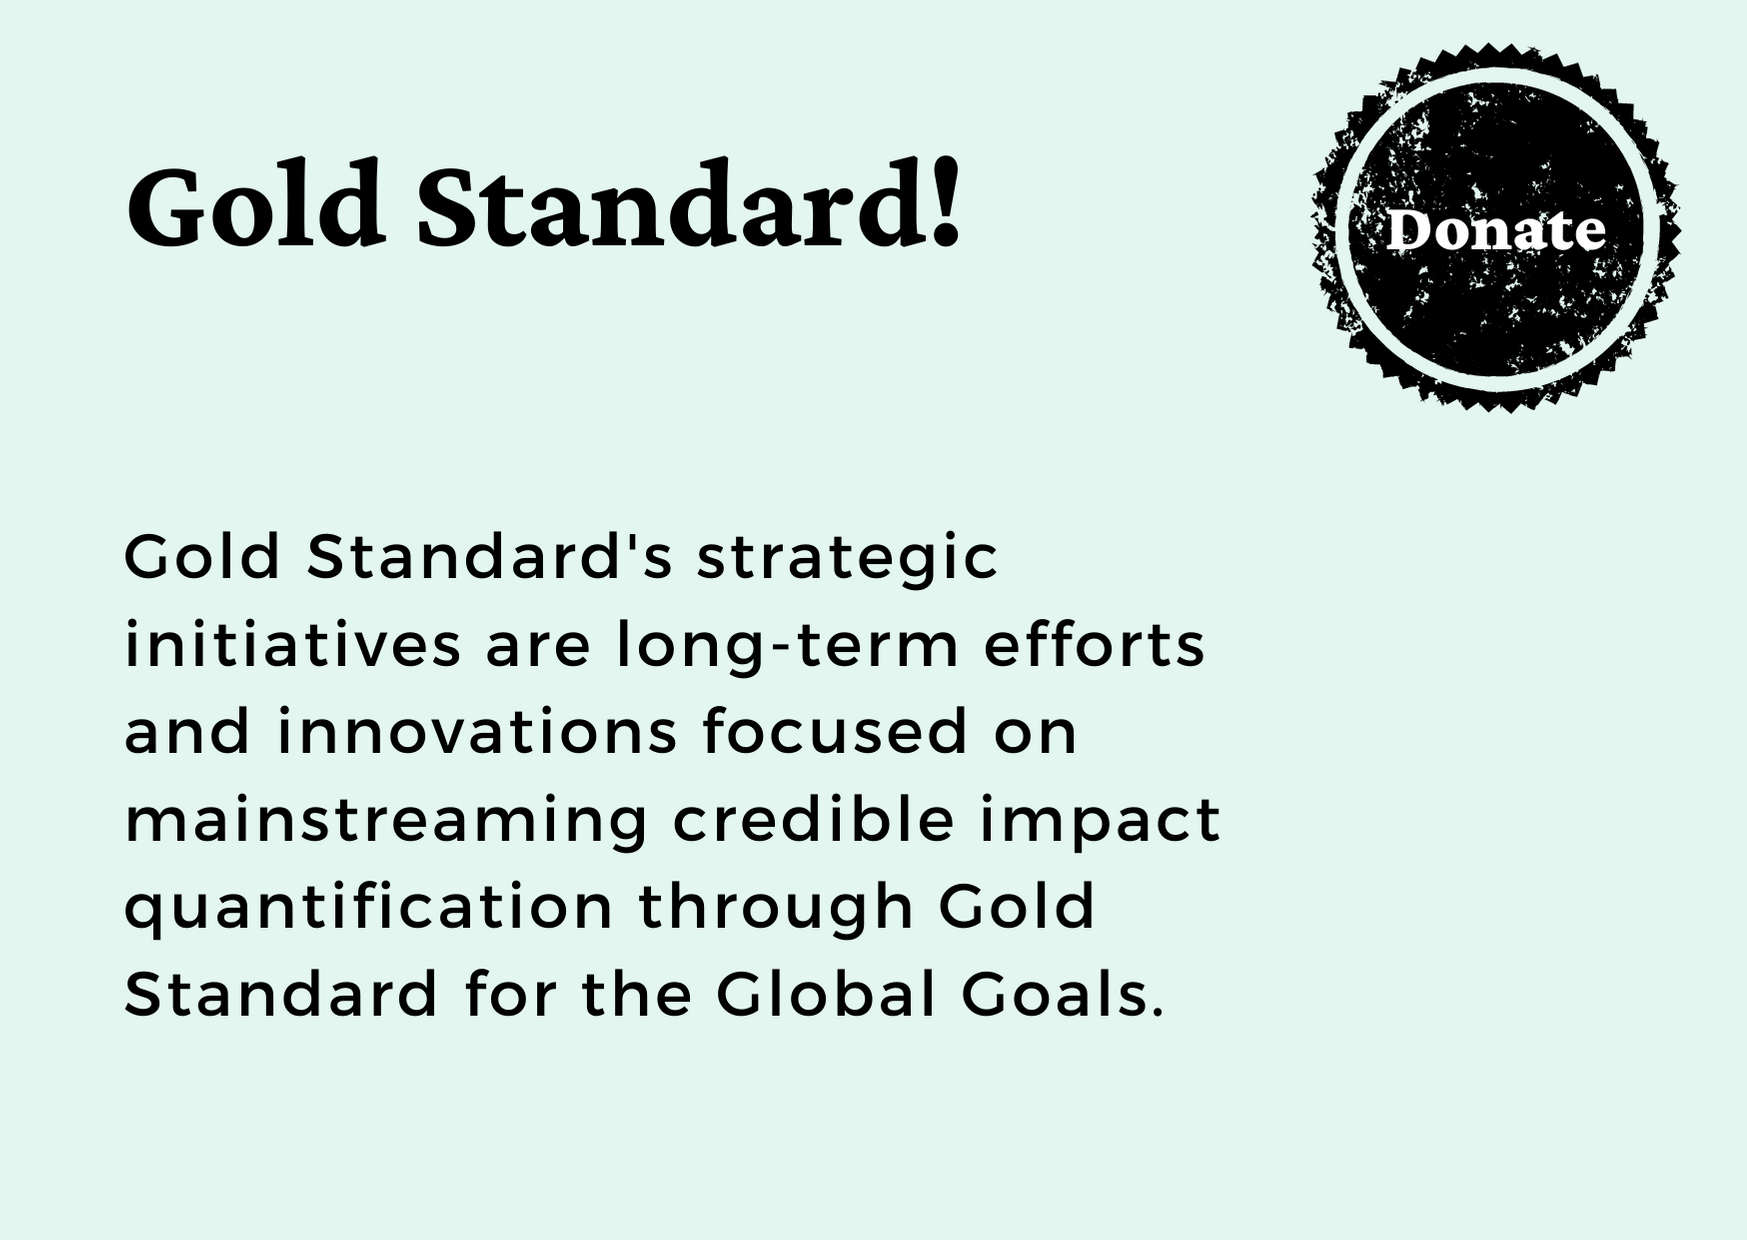 Gold Standard!
Donate
Gold Standard's strategic
initiatives are long-term efforts
and innovations focused on
mainstreaming credible impact
quantification through Gold
Standard for the Global Goals.